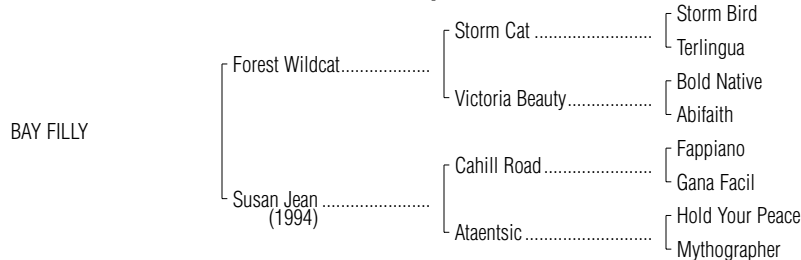 Storm Bird
Storm Cat ........................
Terlingua
Forest Wildcat...................
Bold Native
Victoria Beauty.................
Abifaith
BAY FILLY
Fappiano
Cahill Road.......................
Gana Facil
Susan Jean .......................
(1994)
Hold Your Peace
Ataentsic..........................
Mythographer